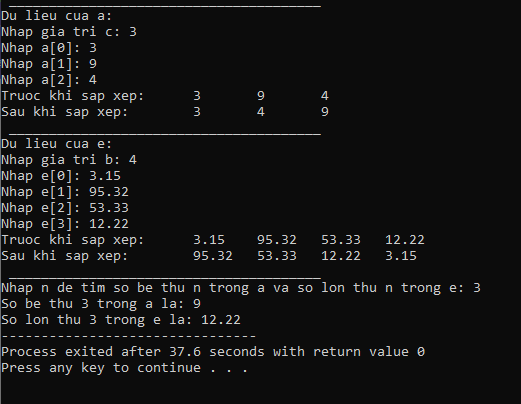 _______________________________________
Du lieu cua a:
Nhap gia tri c: 3
Nhap a[0]: 3
Nhap a[1]: 9
Nhap a[2]: 4
Truoc khi sap xep:      3       9       4
Sau khi sap xep:        3       4       9
_______________________________________
Du lieu cua e:
Nhap gia tri b: 4
Nhap e[0]: 3.15
Nhap e[1]: 95.32
Nhap e[2]: 53.33
Nhap e[3]: 12.22
Truoc khi sap xep:      3.15    95.32   53.33   12.22
Sau khi sap xep:        95.32   53.33   12.22   3.15
_______________________________________
Nhap n de tim so be thu n trong a va so lon thu n trong e: 3
So be thu 3 trong a la: 9
So lon thu 3 trong e la: 12.22
--------------------------------
Process exited after 37.6 seconds with return value 0
Press any key to continue . . .